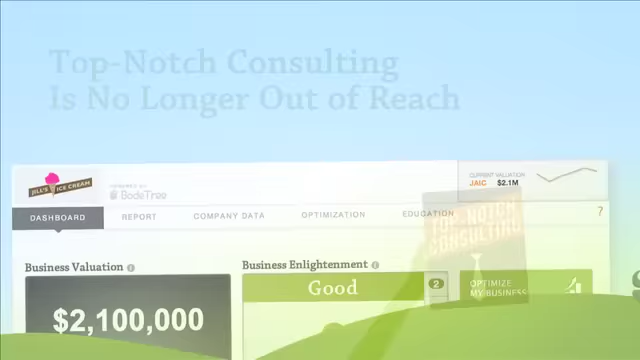 Top-Notch Consulting
Is No Longer Out of Reach
JILL'S ICE CREAM
BodeTree
CURRENT VALUATION
JAIC $2.1M
DASHBOARD REPORT COMPANY DATA OPTIMIZATION EDUCATION ?
TOP-NOTCH
CONSULTING
Business Valuation i
Business Enlightenment i
$2,100,000
Good
2
OPTIMIZE
MY BUSINESS